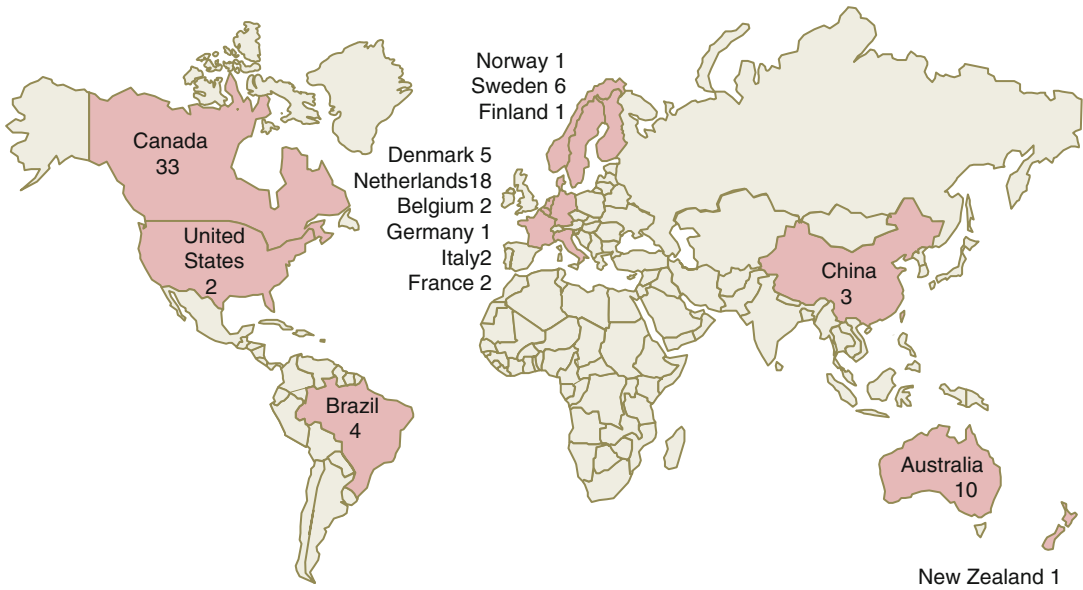 Norway 1
Sweden 6
Finland 1
Canada
33
Denmark 5
Netherlands18
Belgium 2
Germany 1
Italy2
France 2
United
States
2
China
3
Brazil
4
Australia
10
New Zealand 1